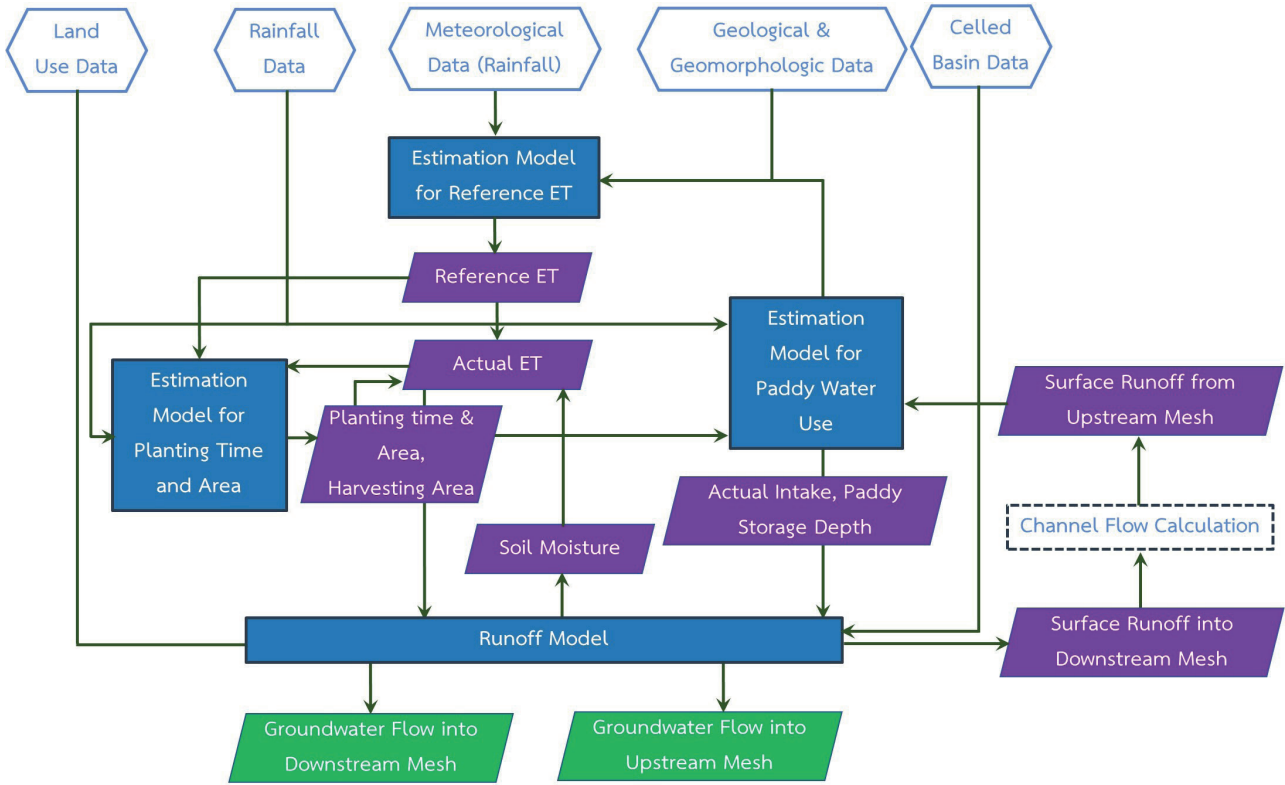 Land
Use Data
Rainfall
Data
Meteorological
Data (Rainfall)
Geological &
Geomorphologic Data
Celled
Basin Data
Estimation Model
for Reference ET
Reference ET
Estimation
Model for
Paddy Water
Use
Actual ET
Estimation
Model for
Planting Time
and Area
Planting time &
Area,
Harvesting Area
Surface Runoff from
Upstream Mesh
Actual Intake, Paddy
Storage Depth
Channel Flow Calculation
Soil Moisture
Runoff Model
Surface Runoff into
Downstream Mesh
Groundwater Flow into
Downstream Mesh
Groundwater Flow into
Upstream Mesh